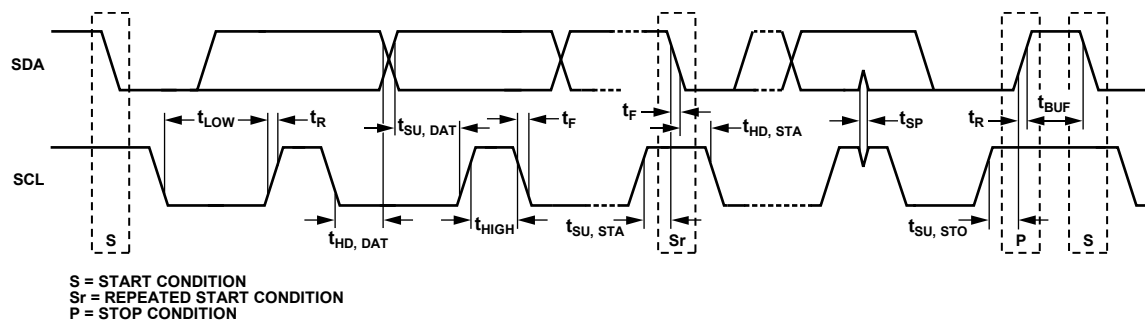 SDA
tLOW
tR
tSU, DAT
tF
tF
tHD, STA
tSP
tR
tBUF
SCL
tHD, DAT
tHIGH
tSU, STA
tSU, STO
S
Sr
P
S
S = START CONDITION
Sr = REPEATED START CONDITION
P = STOP CONDITION